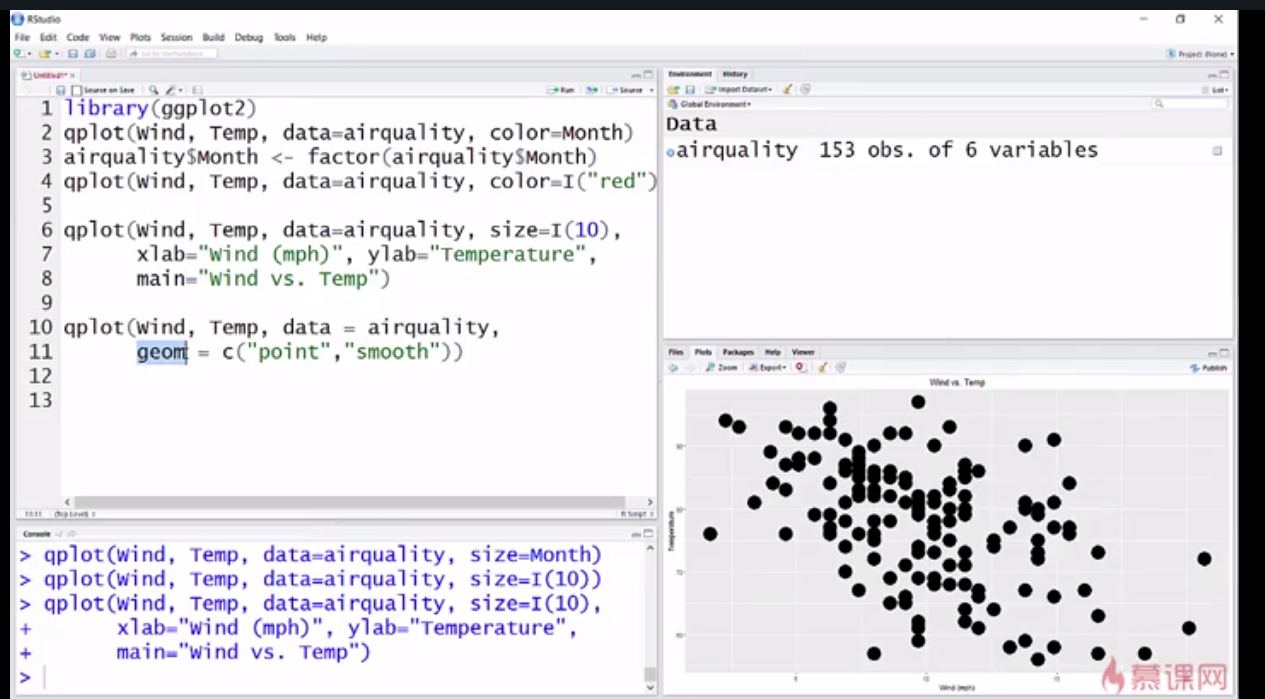 RStudio
File Edit Code View Plots Session Build Debug Tools Help
Project: (None)
Untitled1*
Source on Save
Run
Source
1 library(ggplot2)
2 qplot(Wind, Temp, data=airquality, color=Month)
3 airquality$Month <- factor(airquality$Month)
4 qplot(Wind, Temp, data=airquality, color=I("red")
5
6 qplot(Wind, Temp, data=airquality, size=I(10),
7 xlab="Wind (mph)", ylab="Temperature",
8 main="Wind vs. Temp")
9
10 qplot(Wind, Temp, data = airquality,
11 geom = c("point","smooth"))
12
13
11:11 (Top Level) R Script
Console ~/
> qplot(Wind, Temp, data=airquality, size=Month)
> qplot(Wind, Temp, data=airquality, size=I(10))
> qplot(Wind, Temp, data=airquality, size=I(10),
+ xlab="Wind (mph)", ylab="Temperature",
+ main="Wind vs. Temp")
>
Environment History
Import Dataset
List
Global Environment
Data
airquality 153 obs. of 6 variables
Files Plots Packages Help Viewer
Zoom Export Publish
Wind vs. Temp
Temperature
Wind (mph)
慕课网